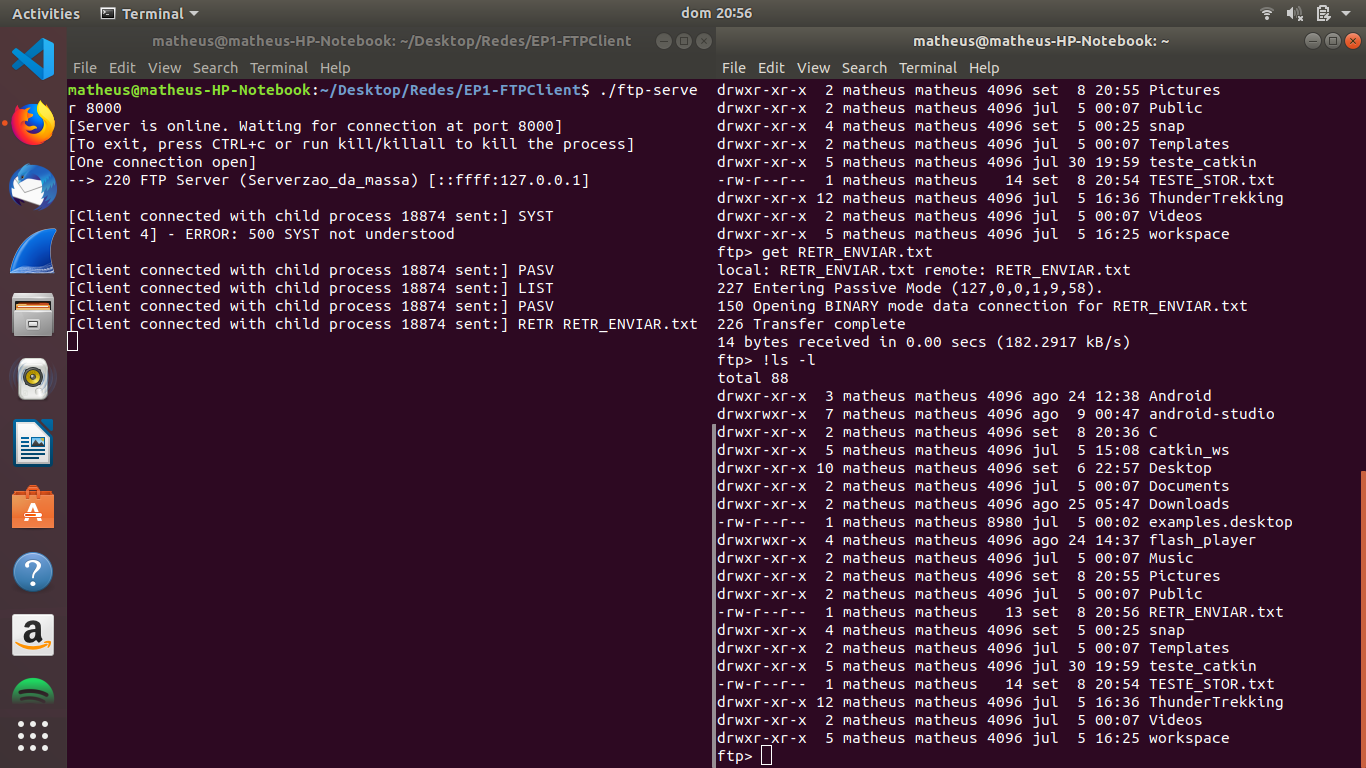 Activities Terminal dom 20:56
matheus@matheus-HP-Notebook: ~/Desktop/Redes/EP1-FTPClient
File Edit View Search Terminal Help
matheus@matheus-HP-Notebook:~/Desktop/Redes/EP1-FTPClient$ ./ftp-serve
r 8000
[Server is online. Waiting for connection at port 8000]
[To exit, press CTRL+c or run kill/killall to kill the process]
[One connection open]
--> 220 FTP Server (Serverzao_da_massa) [::ffff:127.0.0.1]
[Client connected with child process 18874 sent:] SYST
[Client 4] - ERROR: 500 SYST not understood
[Client connected with child process 18874 sent:] PASV
[Client connected with child process 18874 sent:] LIST
[Client connected with child process 18874 sent:] PASV
[Client connected with child process 18874 sent:] RETR RETR_ENVIAR.txt
matheus@matheus-HP-Notebook: ~
File Edit View Search Terminal Help
drwxr-xr-x  2 matheus matheus 4096 set  8 20:55 Pictures
drwxr-xr-x  2 matheus matheus 4096 jul  5 00:07 Public
drwxr-xr-x  4 matheus matheus 4096 set  5 00:25 snap
drwxr-xr-x  2 matheus matheus 4096 jul  5 00:07 Templates
drwxr-xr-x  5 matheus matheus 4096 jul 30 19:59 teste_catkin
-rw-r--r--  1 matheus matheus   14 set  8 20:54 TESTE_STOR.txt
drwxr-xr-x 12 matheus matheus 4096 jul  5 16:36 ThunderTrekking
drwxr-xr-x  2 matheus matheus 4096 jul  5 00:07 Videos
drwxr-xr-x  5 matheus matheus 4096 jul  5 16:25 workspace
ftp> get RETR_ENVIAR.txt
local: RETR_ENVIAR.txt remote: RETR_ENVIAR.txt
227 Entering Passive Mode (127,0,0,1,9,58).
150 Opening BINARY mode data connection for RETR_ENVIAR.txt
226 Transfer complete
14 bytes received in 0.00 secs (182.2917 kB/s)
ftp> !ls -l
total 88
drwxr-xr-x  3 matheus matheus 4096 ago 24 12:38 Android
drwxrwxr-x  7 matheus matheus 4096 ago  9 00:47 android-studio
drwxr-xr-x  2 matheus matheus 4096 set  8 20:36 C
drwxr-xr-x  5 matheus matheus 4096 jul  5 15:08 catkin_ws
drwxr-xr-x 10 matheus matheus 4096 set  6 22:57 Desktop
drwxr-xr-x  2 matheus matheus 4096 jul  5 00:07 Documents
drwxr-xr-x  2 matheus matheus 4096 ago 25 05:47 Downloads
-rw-r--r--  1 matheus matheus 8980 jul  5 00:02 examples.desktop
drwxrwxr-x  4 matheus matheus 4096 ago 24 14:37 flash_player
drwxr-xr-x  2 matheus matheus 4096 jul  5 00:07 Music
drwxr-xr-x  2 matheus matheus 4096 set  8 20:55 Pictures
drwxr-xr-x  2 matheus matheus 4096 jul  5 00:07 Public
-rw-r--r--  1 matheus matheus   13 set  8 20:56 RETR_ENVIAR.txt
drwxr-xr-x  4 matheus matheus 4096 set  5 00:25 snap
drwxr-xr-x  2 matheus matheus 4096 jul  5 00:07 Templates
drwxr-xr-x  5 matheus matheus 4096 jul 30 19:59 teste_catkin
-rw-r--r--  1 matheus matheus   14 set  8 20:54 TESTE_STOR.txt
drwxr-xr-x 12 matheus matheus 4096 jul  5 16:36 ThunderTrekking
drwxr-xr-x  2 matheus matheus 4096 jul  5 00:07 Videos
drwxr-xr-x  5 matheus matheus 4096 jul  5 16:25 workspace
ftp>